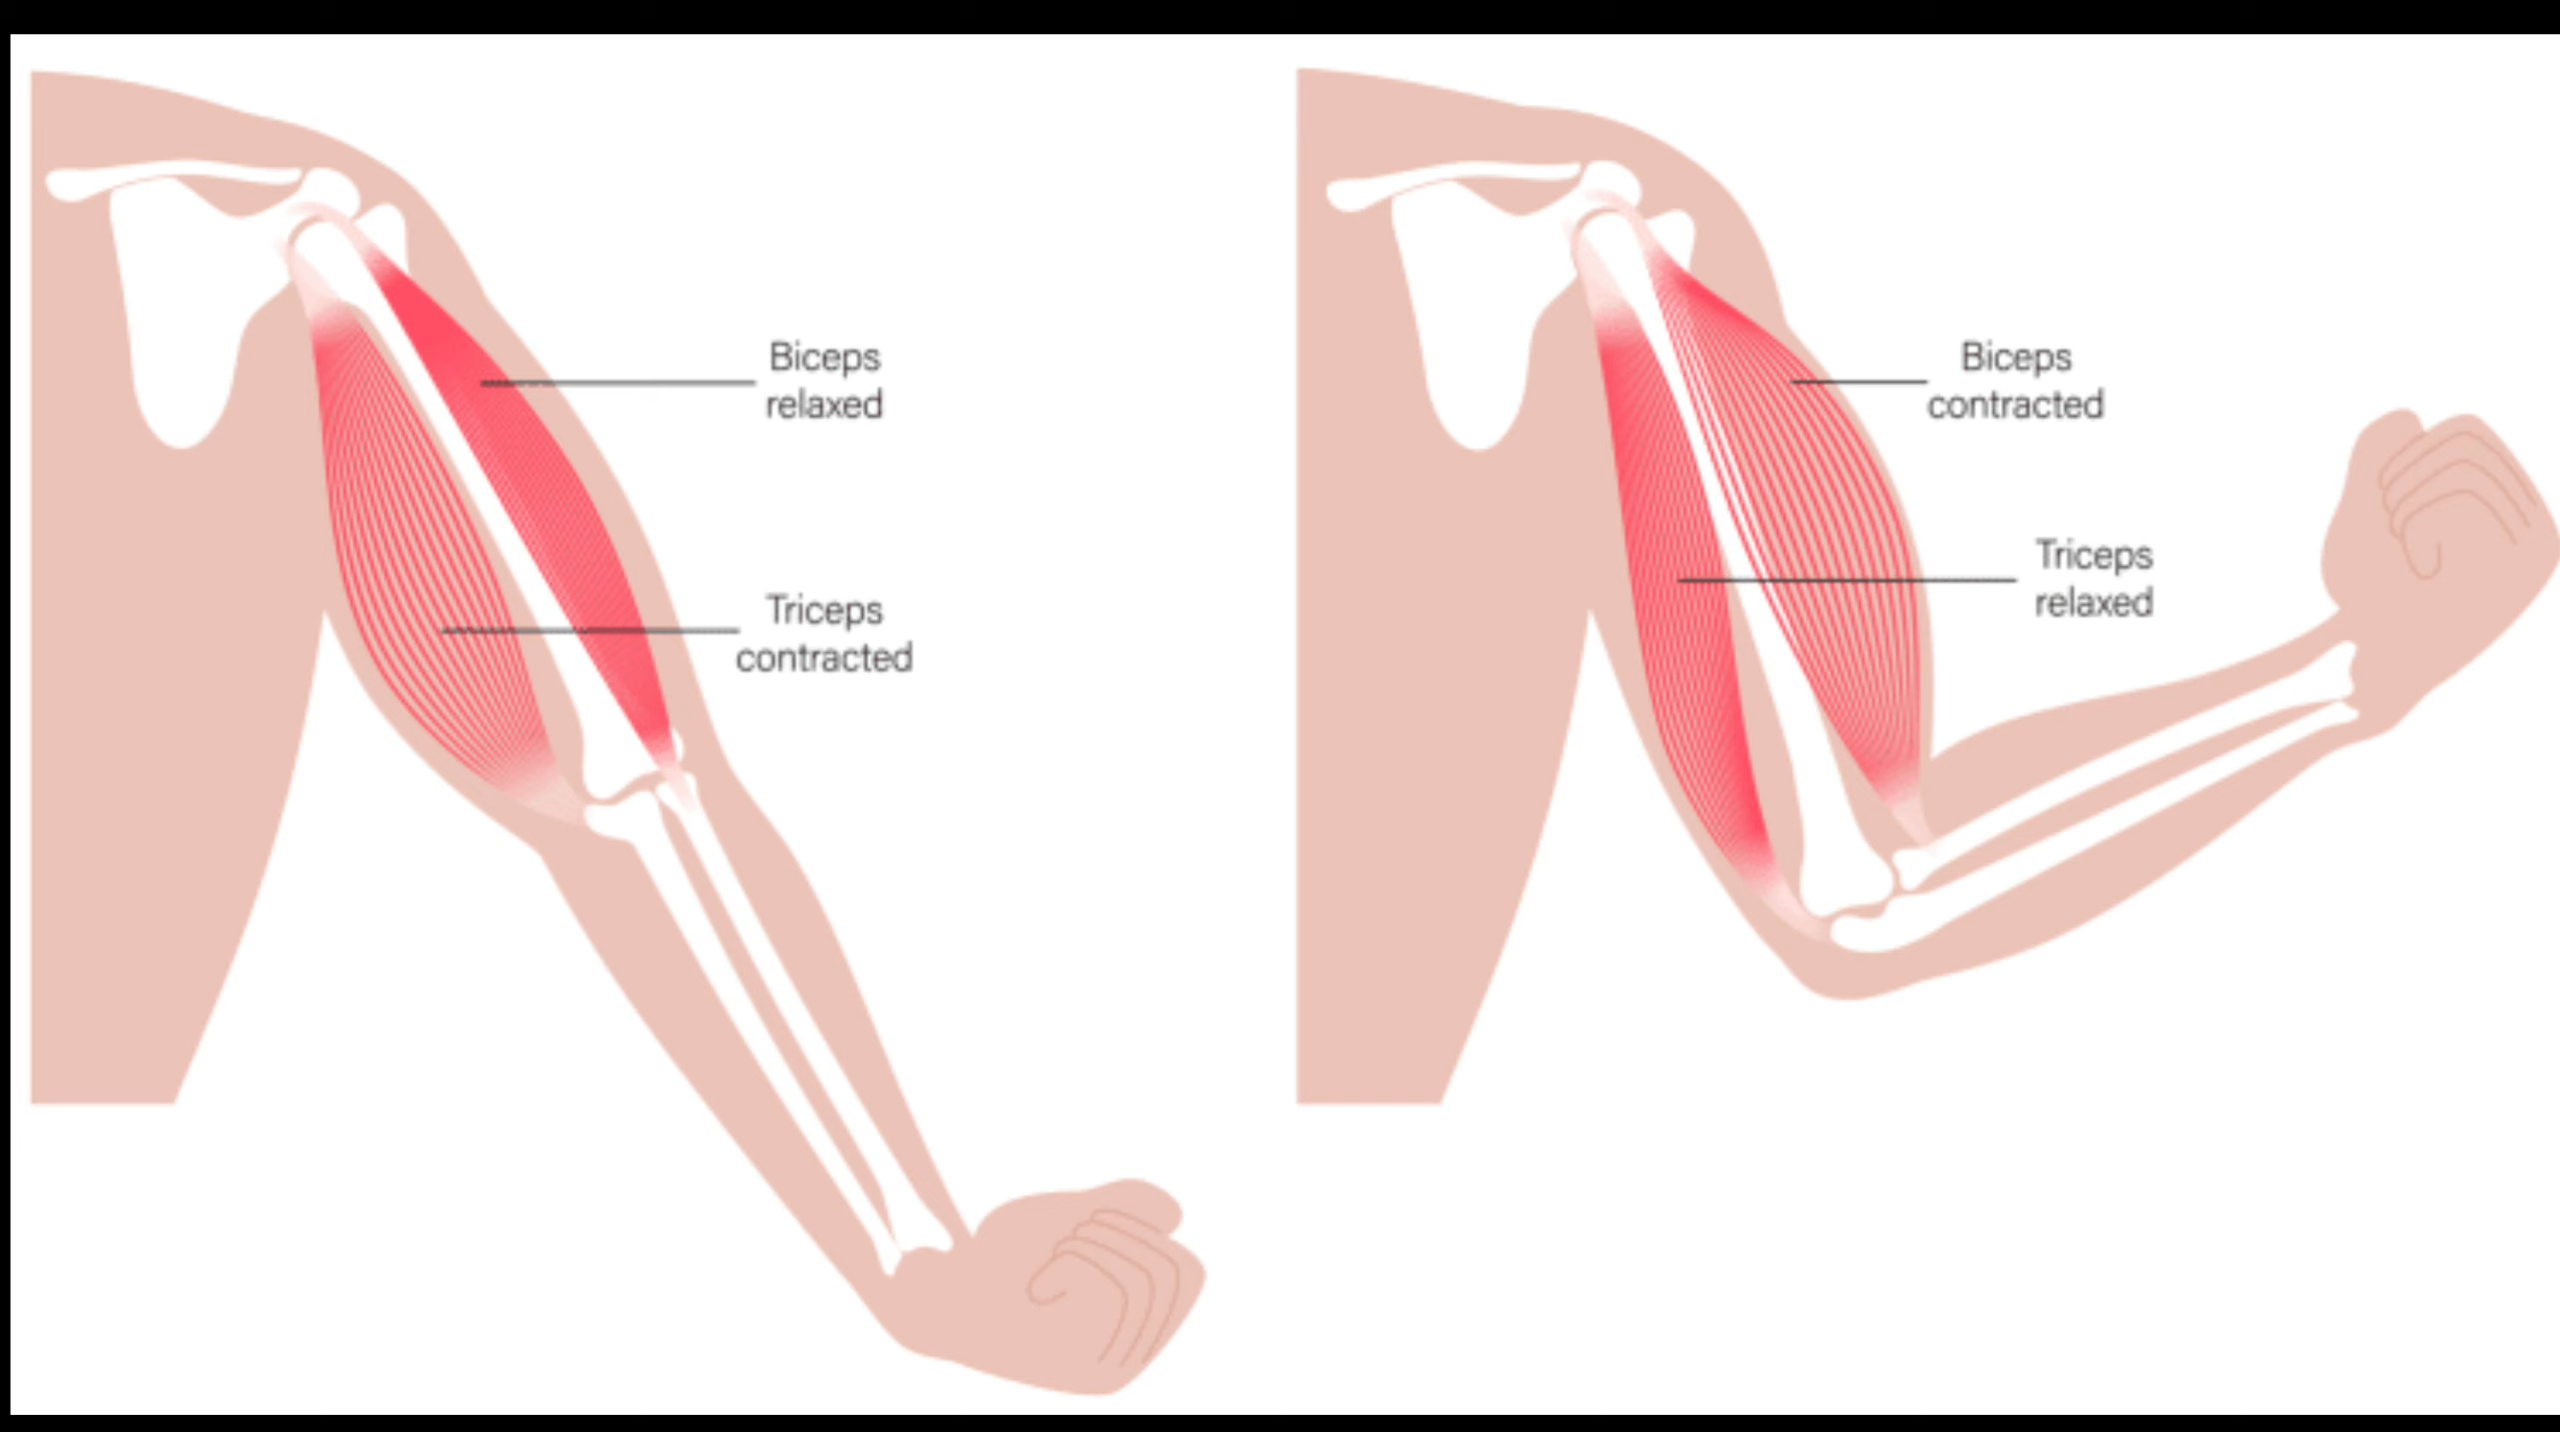 Biceps
relaxed
Triceps
contracted
Biceps
contracted
Triceps
relaxed